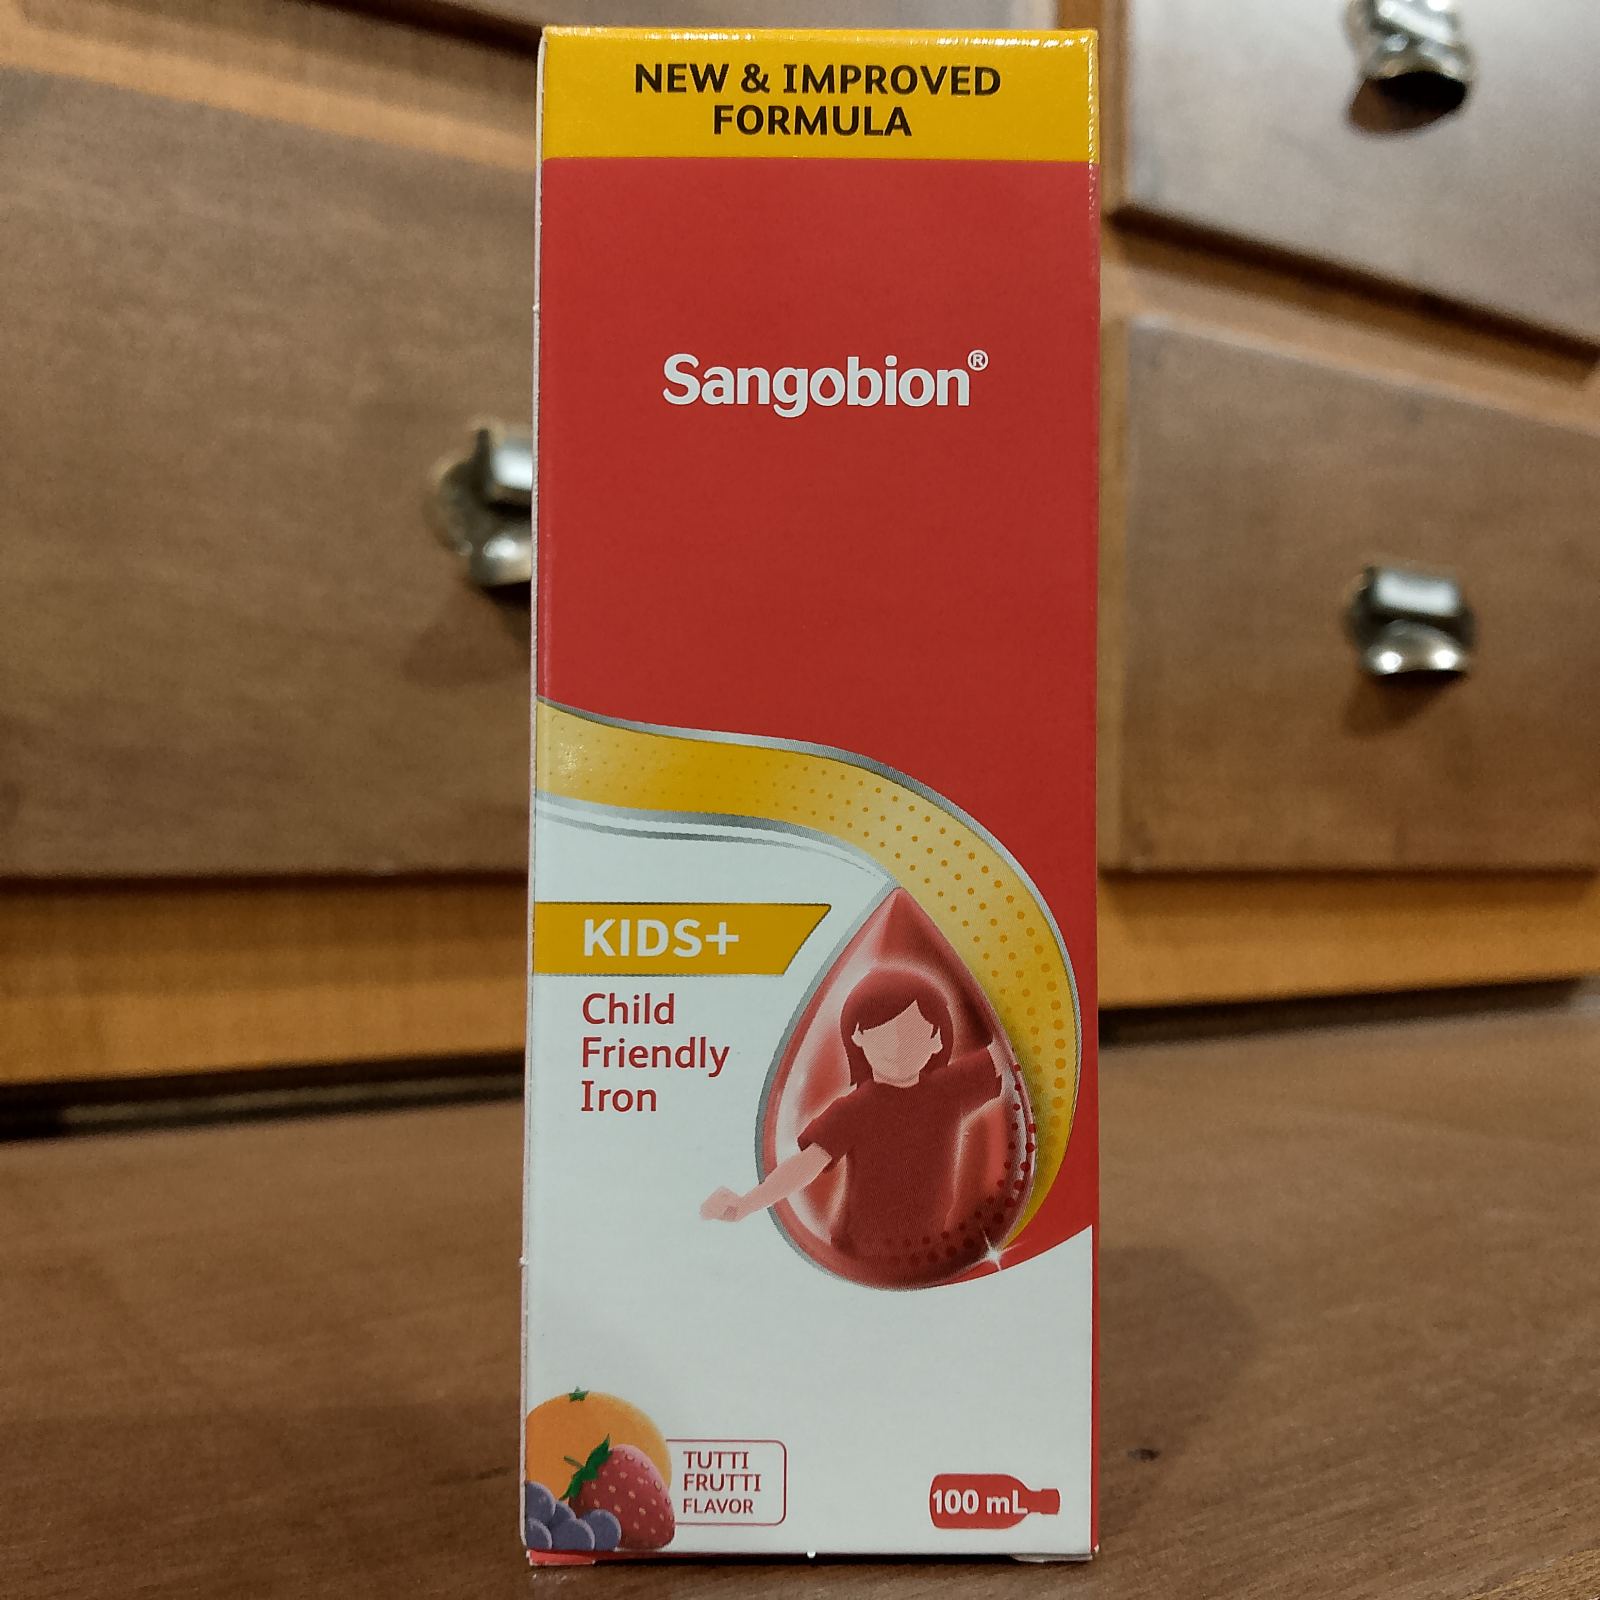 NEW & IMPROVED
FORMULA
Sangobion®
KIDS+
Child
Friendly
Iron
TUTTI
FRUTTI
FLAVOR
100 mL